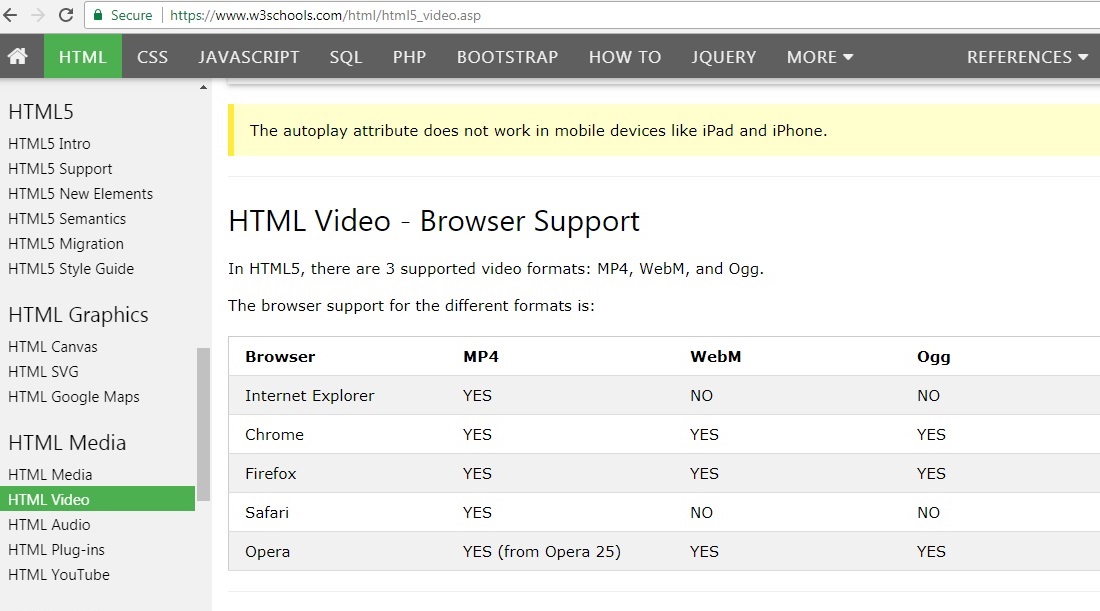 Secure | https://www.w3schools.com/html/html5_video.asp
HTML CSS JAVASCRIPT SQL PHP BOOTSTRAP HOW TO JQUERY MORE REFERENCES
HTML5
HTML5 Intro
HTML5 Support
HTML5 New Elements
HTML5 Semantics
HTML5 Migration
HTML5 Style Guide
HTML Graphics
HTML Canvas
HTML SVG
HTML Google Maps
HTML Media
HTML Media
HTML Video
HTML Audio
HTML Plug-ins
HTML YouTube
The autoplay attribute does not work in mobile devices like iPad and iPhone.
HTML Video - Browser Support
In HTML5, there are 3 supported video formats: MP4, WebM, and Ogg.
The browser support for the different formats is:
Browser MP4 WebM Ogg
Internet Explorer YES NO NO
Chrome YES YES YES
Firefox YES YES YES
Safari YES NO NO
Opera YES (from Opera 25) YES YES